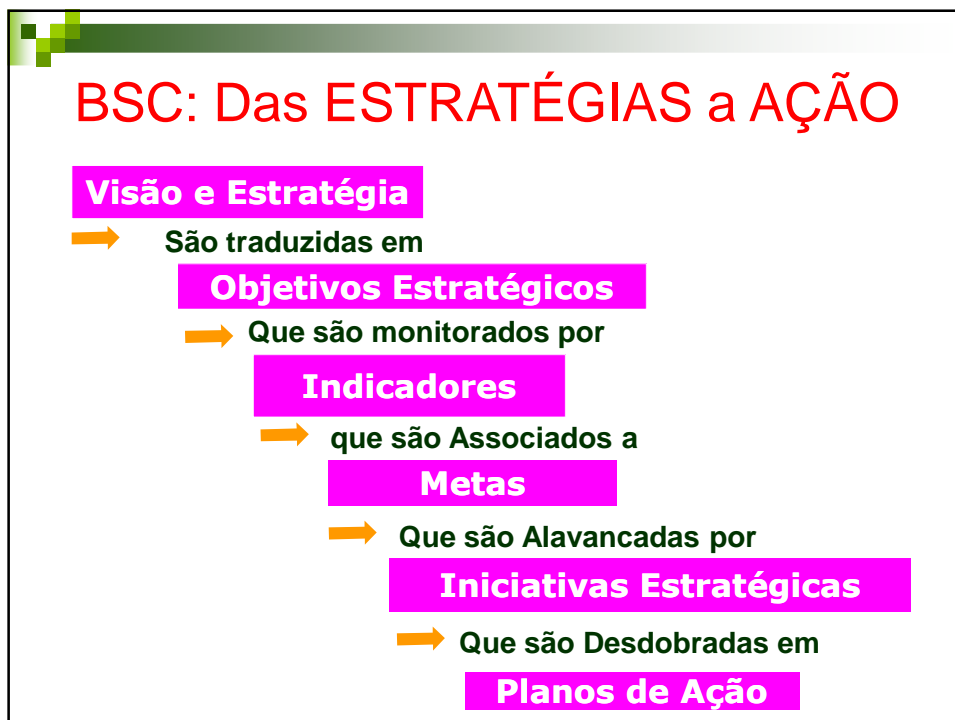 BSC: Das ESTRATÉGIAS a AÇÃO
Visão e Estratégia
São traduzidas em
Objetivos Estratégicos
Que são monitorados por
Indicadores
que são Associados a
Metas
Que são Alavancadas por
Iniciativas Estratégicas
Que são Desdobradas em
Planos de Ação